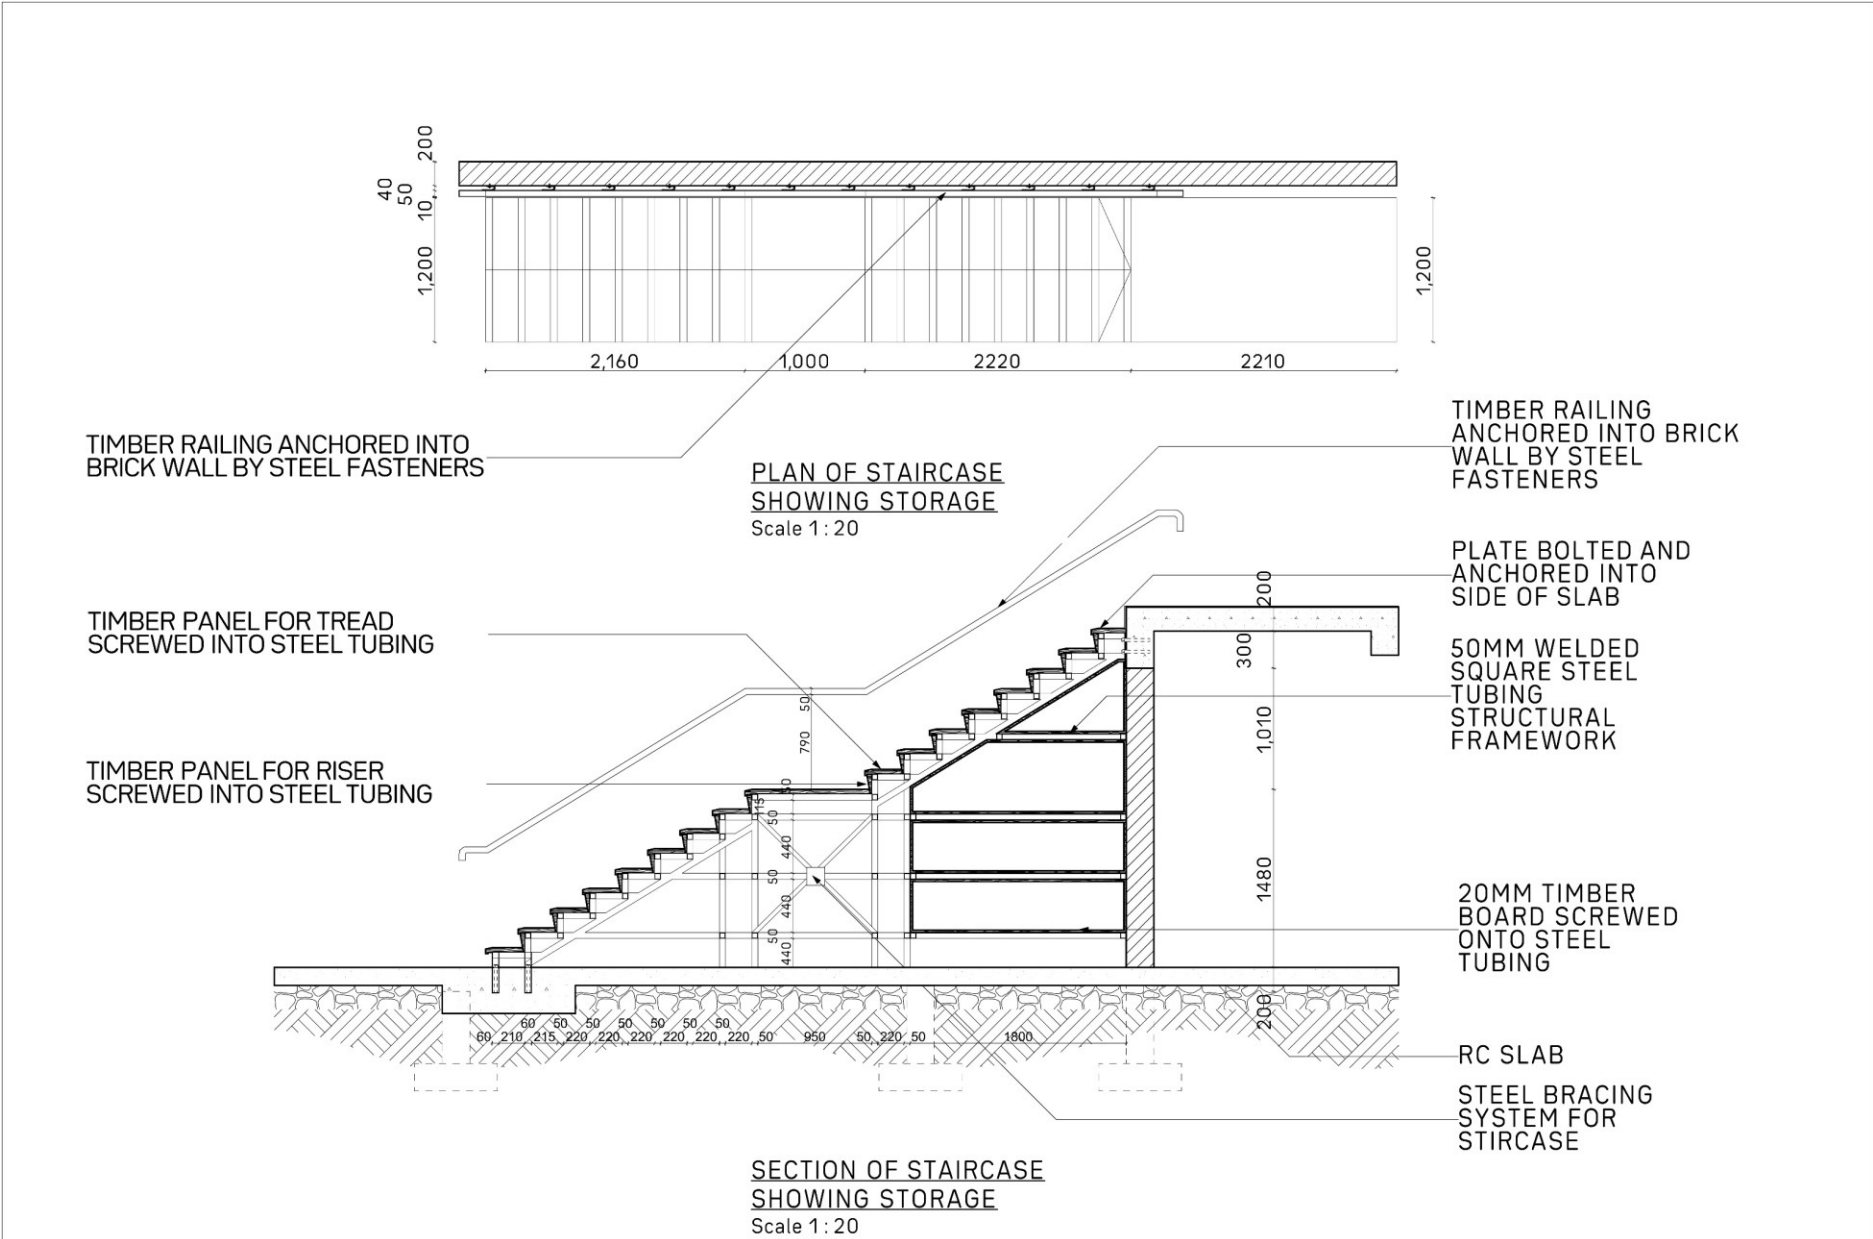 200
40
50
10
1,200
1,200
2,160
1,000
2220
2210
TIMBER RAILING ANCHORED INTO
BRICK WALL BY STEEL FASTENERS
PLAN OF STAIRCASE
SHOWING STORAGE
Scale 1 : 20
TIMBER RAILING
ANCHORED INTO BRICK
WALL BY STEEL
FASTENERS
PLATE BOLTED AND
ANCHORED INTO
SIDE OF SLAB
50MM WELDED
SQUARE STEEL
TUBING
STRUCTURAL
FRAMEWORK
TIMBER PANEL FOR TREAD
SCREWED INTO STEEL TUBING
TIMBER PANEL FOR RISER
SCREWED INTO STEEL TUBING
200
300
1,010
1480
200
50
790
50
115
50
440
50
440
50
440
20MM TIMBER
BOARD SCREWED
ONTO STEEL
TUBING
60 50 50 50 50 50 50
60 210 215 220 220 220 220 220 220 50 950 50 220 50 1800
RC SLAB
STEEL BRACING
SYSTEM FOR
STIRCASE
SECTION OF STAIRCASE
SHOWING STORAGE
Scale 1 : 20